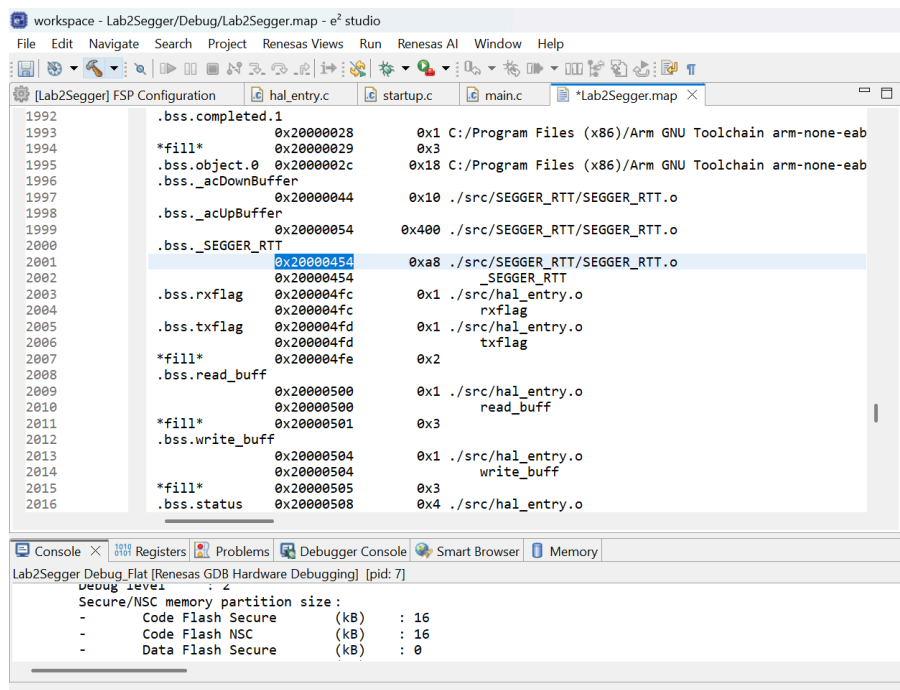 workspace - Lab2Segger/Debug/Lab2Segger.map - e² studio
File Edit Navigate Search Project Renesas Views Run Renesas AI Window Help
[Lab2Segger] FSP Configuration hal_entry.c startup.c main.c *Lab2Segger.map
1992 .bss.completed.1
1993 0x20000028 0x1 C:/Program Files (x86)/Arm GNU Toolchain arm-none-eab
1994 *fill* 0x20000029 0x3
1995 .bss.object.0 0x2000002c 0x18 C:/Program Files (x86)/Arm GNU Toolchain arm-none-eab
1996 .bss._acDownBuffer
1997 0x20000044 0x10 ./src/SEGGER_RTT/SEGGER_RTT.o
1998 .bss._acUpBuffer
1999 0x20000054 0x400 ./src/SEGGER_RTT/SEGGER_RTT.o
2000 .bss._SEGGER_RTT
2001 0x20000454 0xa8 ./src/SEGGER_RTT/SEGGER_RTT.o
2002 0x20000454 _SEGGER_RTT
2003 .bss.rxflag 0x200004fc 0x1 ./src/hal_entry.o
2004 0x200004fc rxflag
2005 .bss.txflag 0x200004fd 0x1 ./src/hal_entry.o
2006 0x200004fd txflag
2007 *fill* 0x200004fe 0x2
2008 .bss.read_buff
2009 0x20000500 0x1 ./src/hal_entry.o
2010 0x20000500 read_buff
2011 *fill* 0x20000501 0x3
2012 .bss.write_buff
2013 0x20000504 0x1 ./src/hal_entry.o
2014 0x20000504 write_buff
2015 *fill* 0x20000505 0x3
2016 .bss.status 0x20000508 0x4 ./src/hal_entry.o
Console Registers Problems Debugger Console Smart Browser Memory
Lab2Segger Debug_Flat [Renesas GDB Hardware Debugging] [pid: 7]
Debug level : 2
Secure/NSC memory partition size:
- Code Flash Secure (kB) : 16
- Code Flash NSC (kB) : 16
- Data Flash Secure (kB) : 0